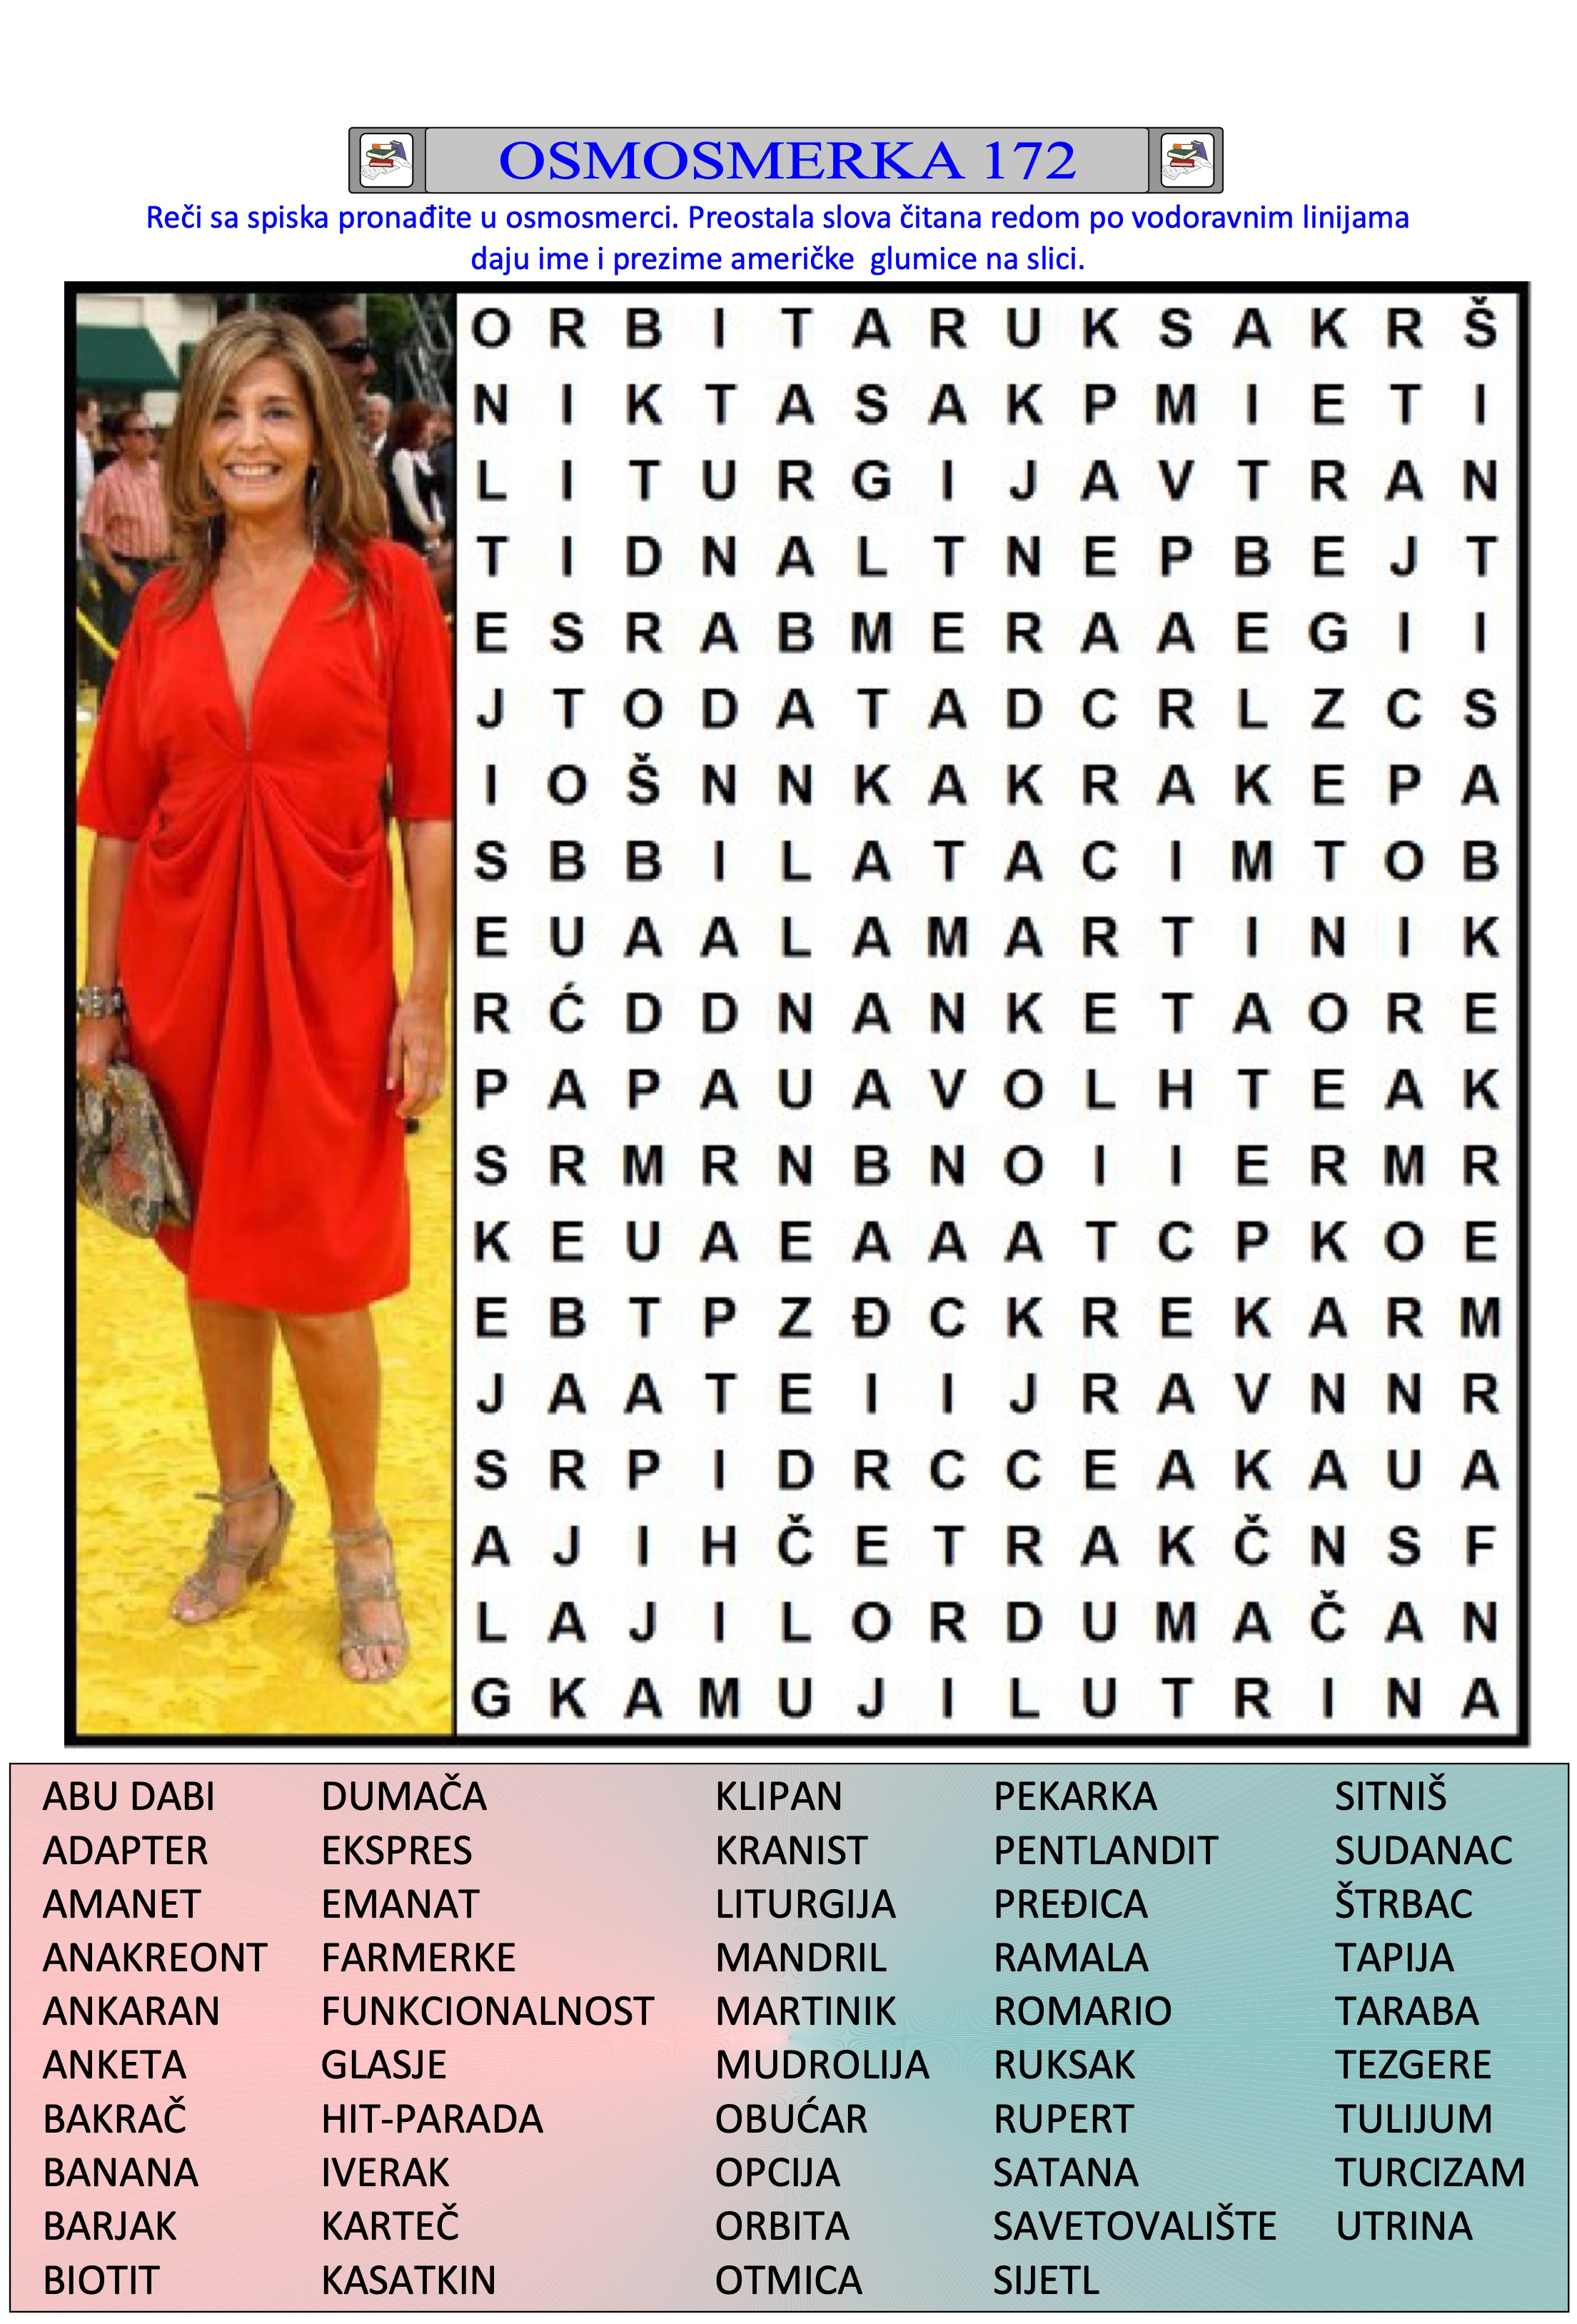 OSMOSMERKA 172
Reči sa spiska pronađite u osmosmerci. Preostala slova čitana redom po vodoravnim linijama
daju ime i prezime američke glumice na slici.
O R B I T A R U K S A K R Š
N I K T A S A K P M I E T I
L I T U R G I J A V T R A N
T I D N A L T N E P B E J T
E S R A B M E R A A E G I I
J T O D A T A D C R L Z C S
I O Š N N K A K R A K E P A
S B B I L A T A C I M T O B
E U A A L A M A R T I N I K
R Ć D D N A N K E T A O R E
P A P A U A V O L H T E A K
S R M R N B N O I I E R M R
K E U A E A A A T C P K O E
E B T P Z Đ C K R E K A R M
J A A T E I I J R A V N N R
S R P I D R C C E A K A U A
A J I H Č E T R A K Č N S F
L A J I L O R D U M A Č A N
G K A M U J I L U T R I N A
ABU DABI DUMAČA KLIPAN PEKARKA SITNIŠ
ADAPTER EKSPRES KRANIST PENTLANDIT SUDANAC
AMANET EMANAT LITURGIJA PREĐICA ŠTRBAC
ANAKREONT FARMERKE MANDRIL RAMALA TAPIJA
ANKARAN FUNKCIONALNOST MARTINIK ROMARIO TARABA
ANKETA GLASJE MUDROLIJA RUKSAK TEZGERE
BAKRAČ HIT-PARADA OBUĆAR RUPERT TULIJUM
BANANA IVERAK OPCIJA SATANA TURCIZAM
BARJAK KARTEČ ORBITA SAVETOVALIŠTE UTRINA
BIOTIT KASATKIN OTMICA SIJETL